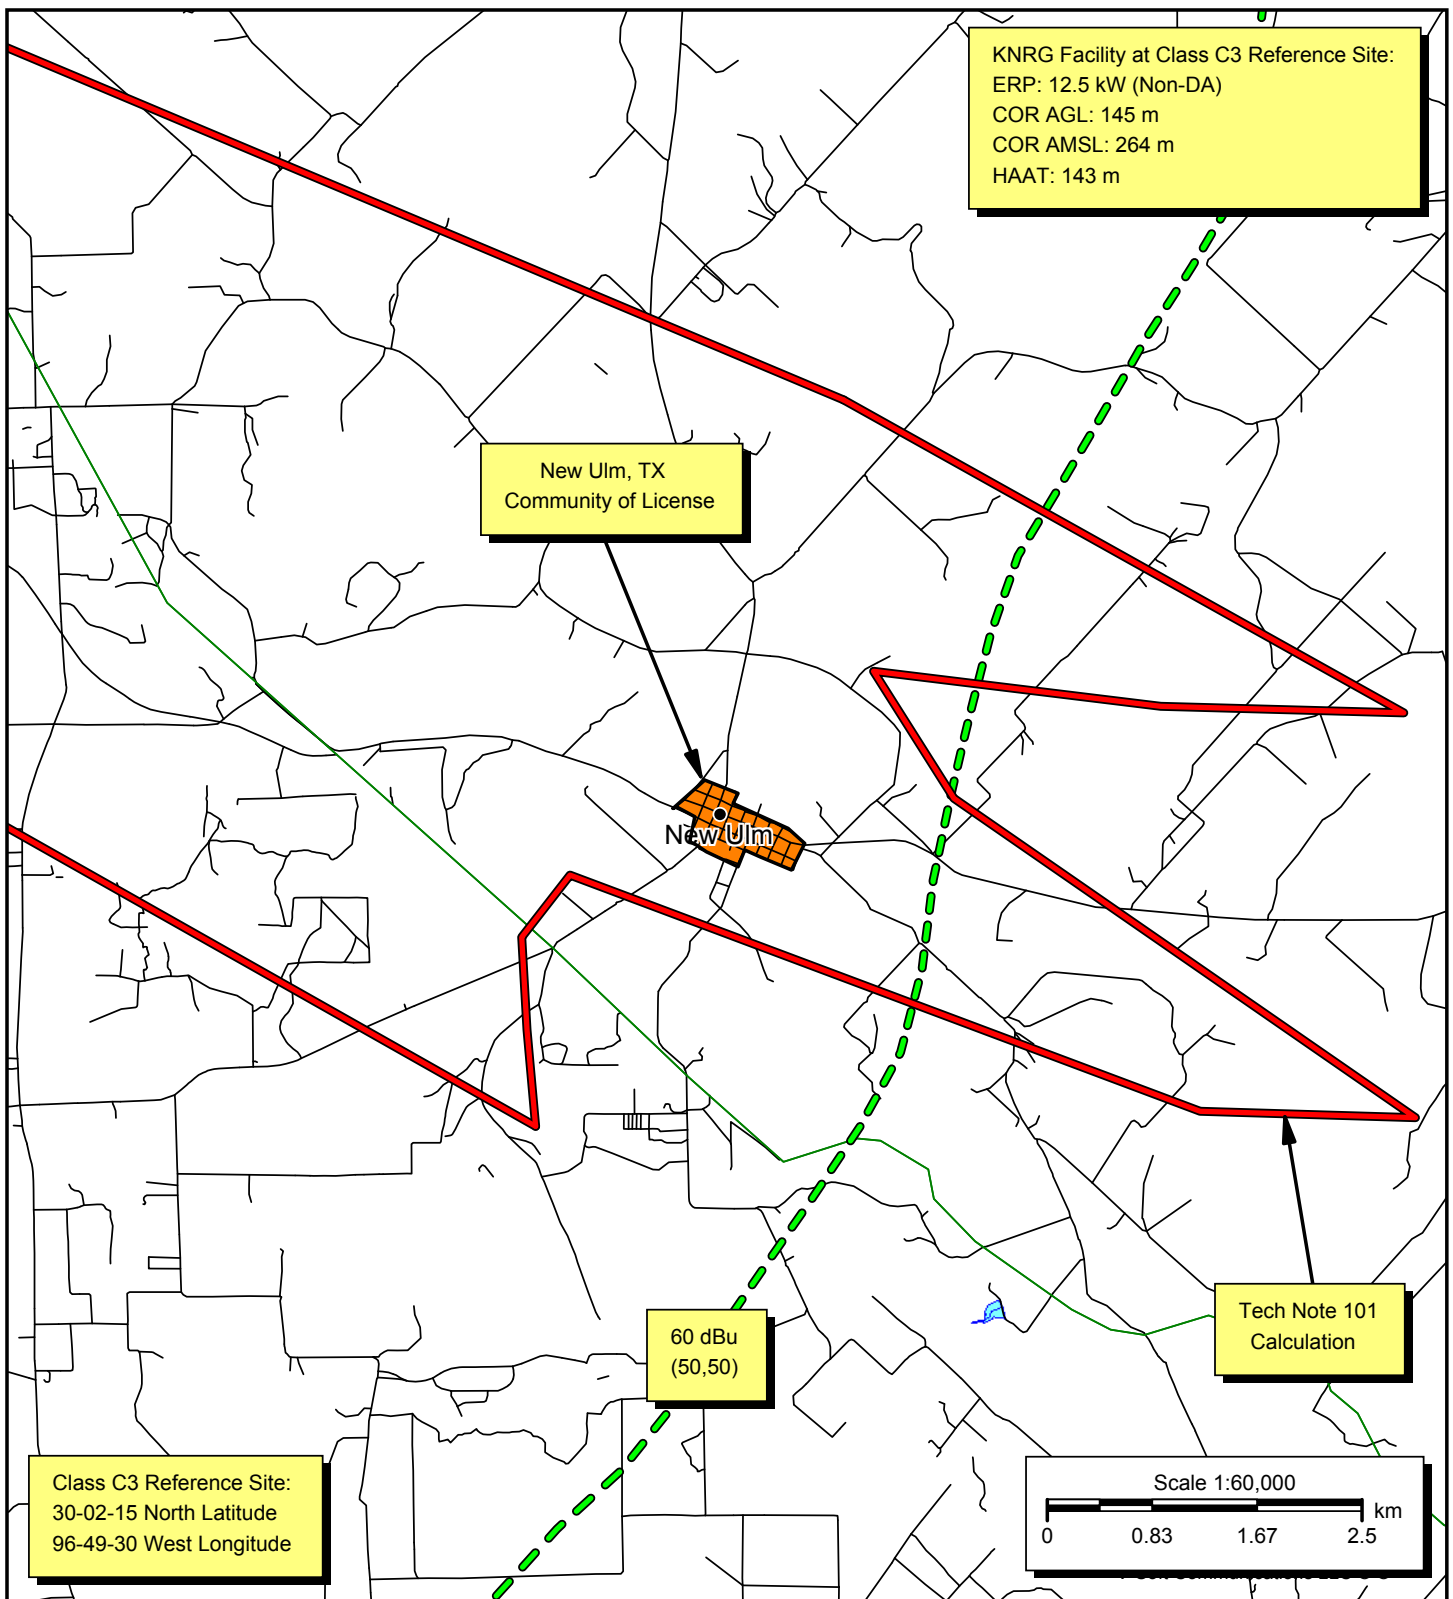 KNRG Facility at Class C3 Reference Site:
ERP: 12.5 kW (Non-DA)
COR AGL: 145 m
COR AMSL: 264 m
HAAT: 143 m
New Ulm, TX
Community of License
New Ulm
Tech Note 101
Calculation
60 dBu
(50,50)
Class C3 Reference Site:
30-02-15 North Latitude
96-49-30 West Longitude
Scale 1:60,000
km
0 0.83 1.67 2.5